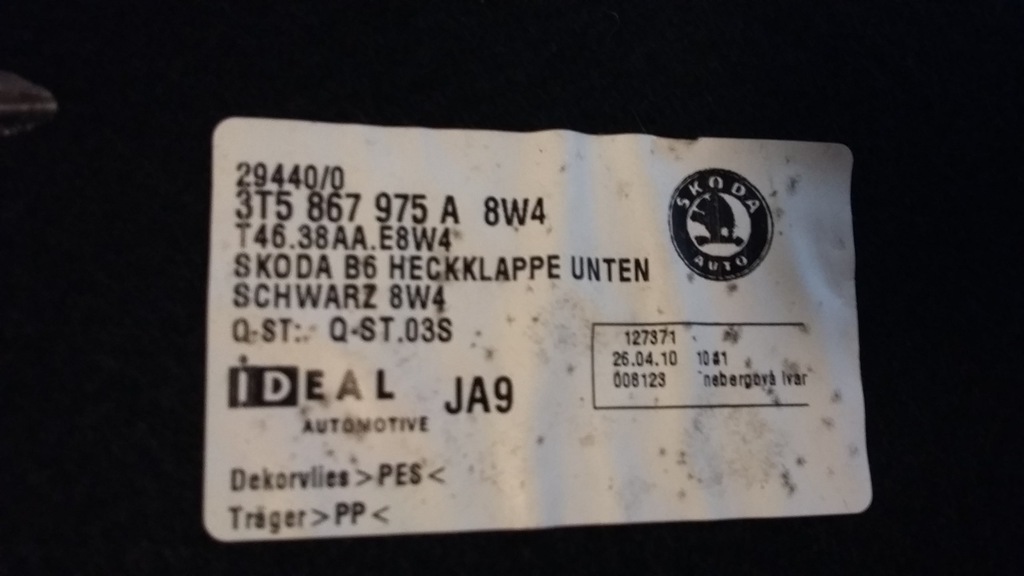 29440/0
3T5 867 975 A 8W4
T46.38AA.E8W4
SKODA B6 HECKKLAPPE UNTEN
SCHWARZ 8W4
Q-ST:- Q-ST.03S
IDEAL
AUTOMOTIVE
JA9
Dekorvlies >PES<
Träger >PP<
SKODA
AUTO
127371
26.04.10
008123 Ivar